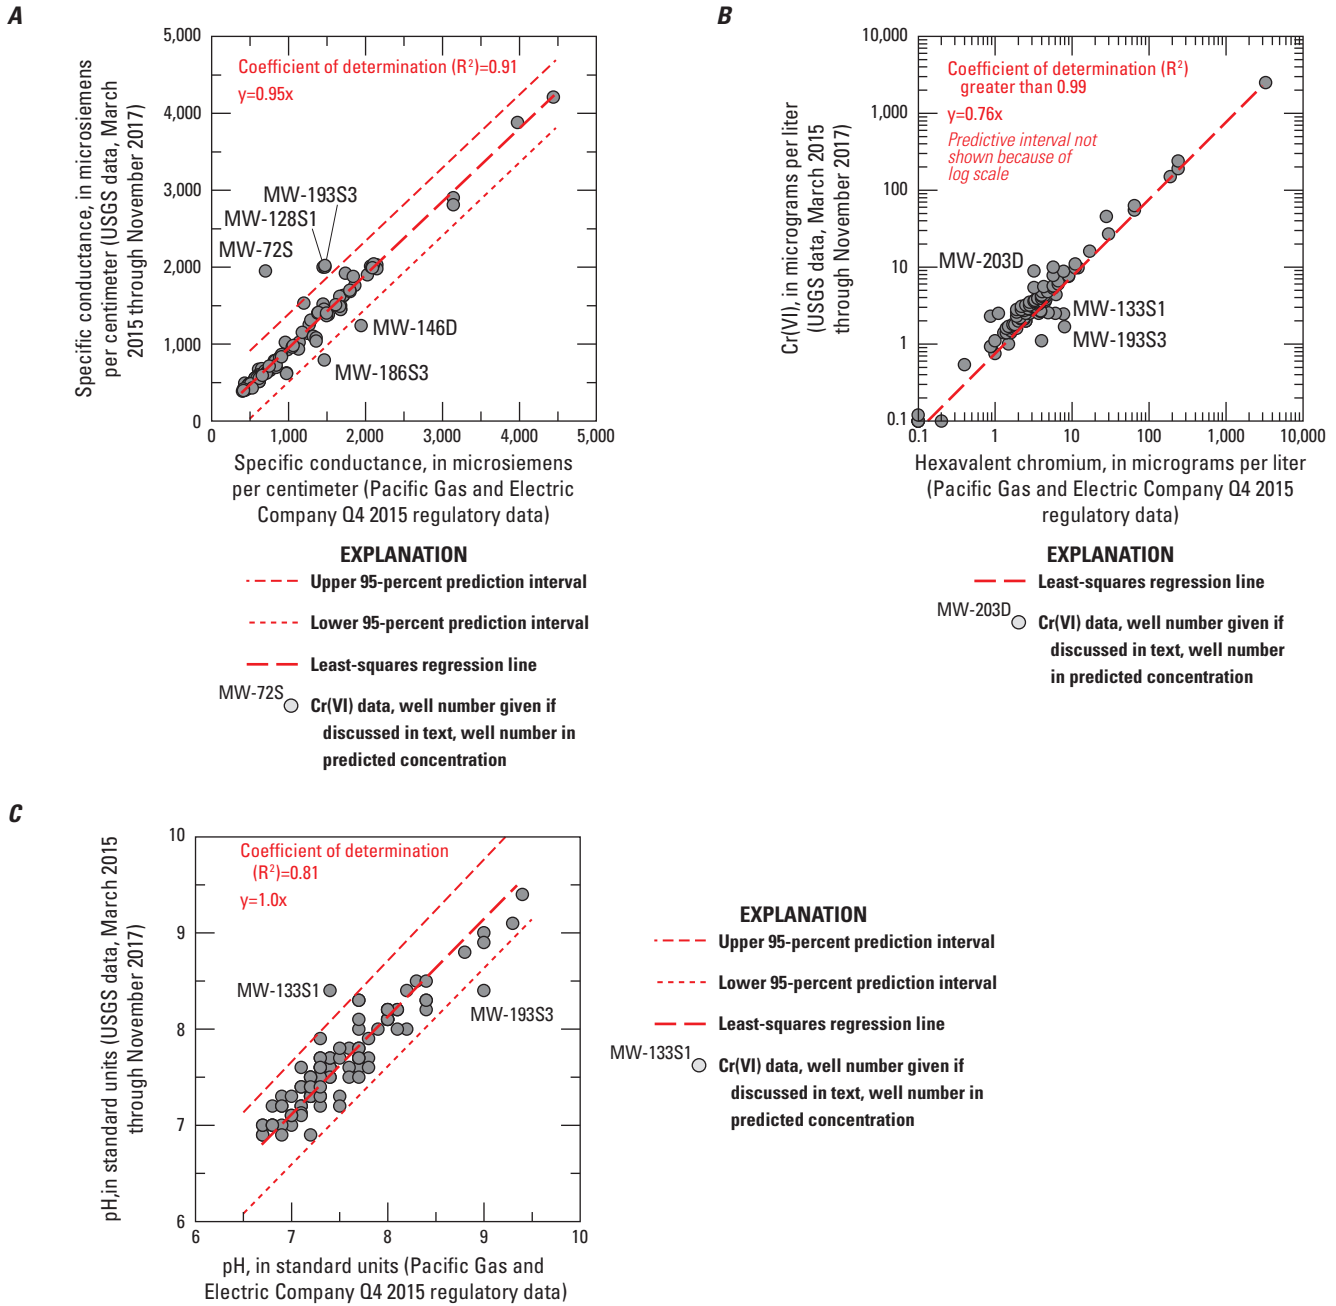 A
Specific conductance, in microsiemens
per centimeter (USGS data, March
2015 through November 2017)
5,000
4,000
3,000
2,000
1,000
0
Coefficient of determination (R²)=0.91
y=0.95x
MW-193S3
MW-128S1
MW-72S
MW-146D
MW-186S3
0 1,000 2,000 3,000 4,000 5,000
Specific conductance, in microsiemens
per centimeter (Pacific Gas and Electric
Company Q4 2015 regulatory data)
EXPLANATION
Upper 95-percent prediction interval
Lower 95-percent prediction interval
Least-squares regression line
MW-72S
Cr(VI) data, well number given if
discussed in text, well number in
predicted concentration
B
Cr(VI), in micrograms per liter
(USGS data, March 2015
through November 2017)
10,000
1,000
100
10
1
0.1
Coefficient of determination (R²)
greater than 0.99
y=0.76x
Predictive interval not
shown because of
log scale
MW-203D
MW-133S1
MW-193S3
0.1 1 10 100 1,000 10,000
Hexavalent chromium, in micrograms per liter
(Pacific Gas and Electric Company Q4 2015
regulatory data)
EXPLANATION
Least-squares regression line
MW-203D
Cr(VI) data, well number given if
discussed in text, well number
in predicted concentration
C
pH,in standard units (USGS data, March 2015
through November 2017)
10
9
8
7
6
Coefficient of determination
(R²)=0.81
y=1.0x
MW-133S1
MW-193S3
6 7 8 9 10
pH, in standard units (Pacific Gas and
Electric Company Q4 2015 regulatory data)
EXPLANATION
Upper 95-percent prediction interval
Lower 95-percent prediction interval
Least-squares regression line
MW-133S1
Cr(VI) data, well number given if
discussed in text, well number in
predicted concentration